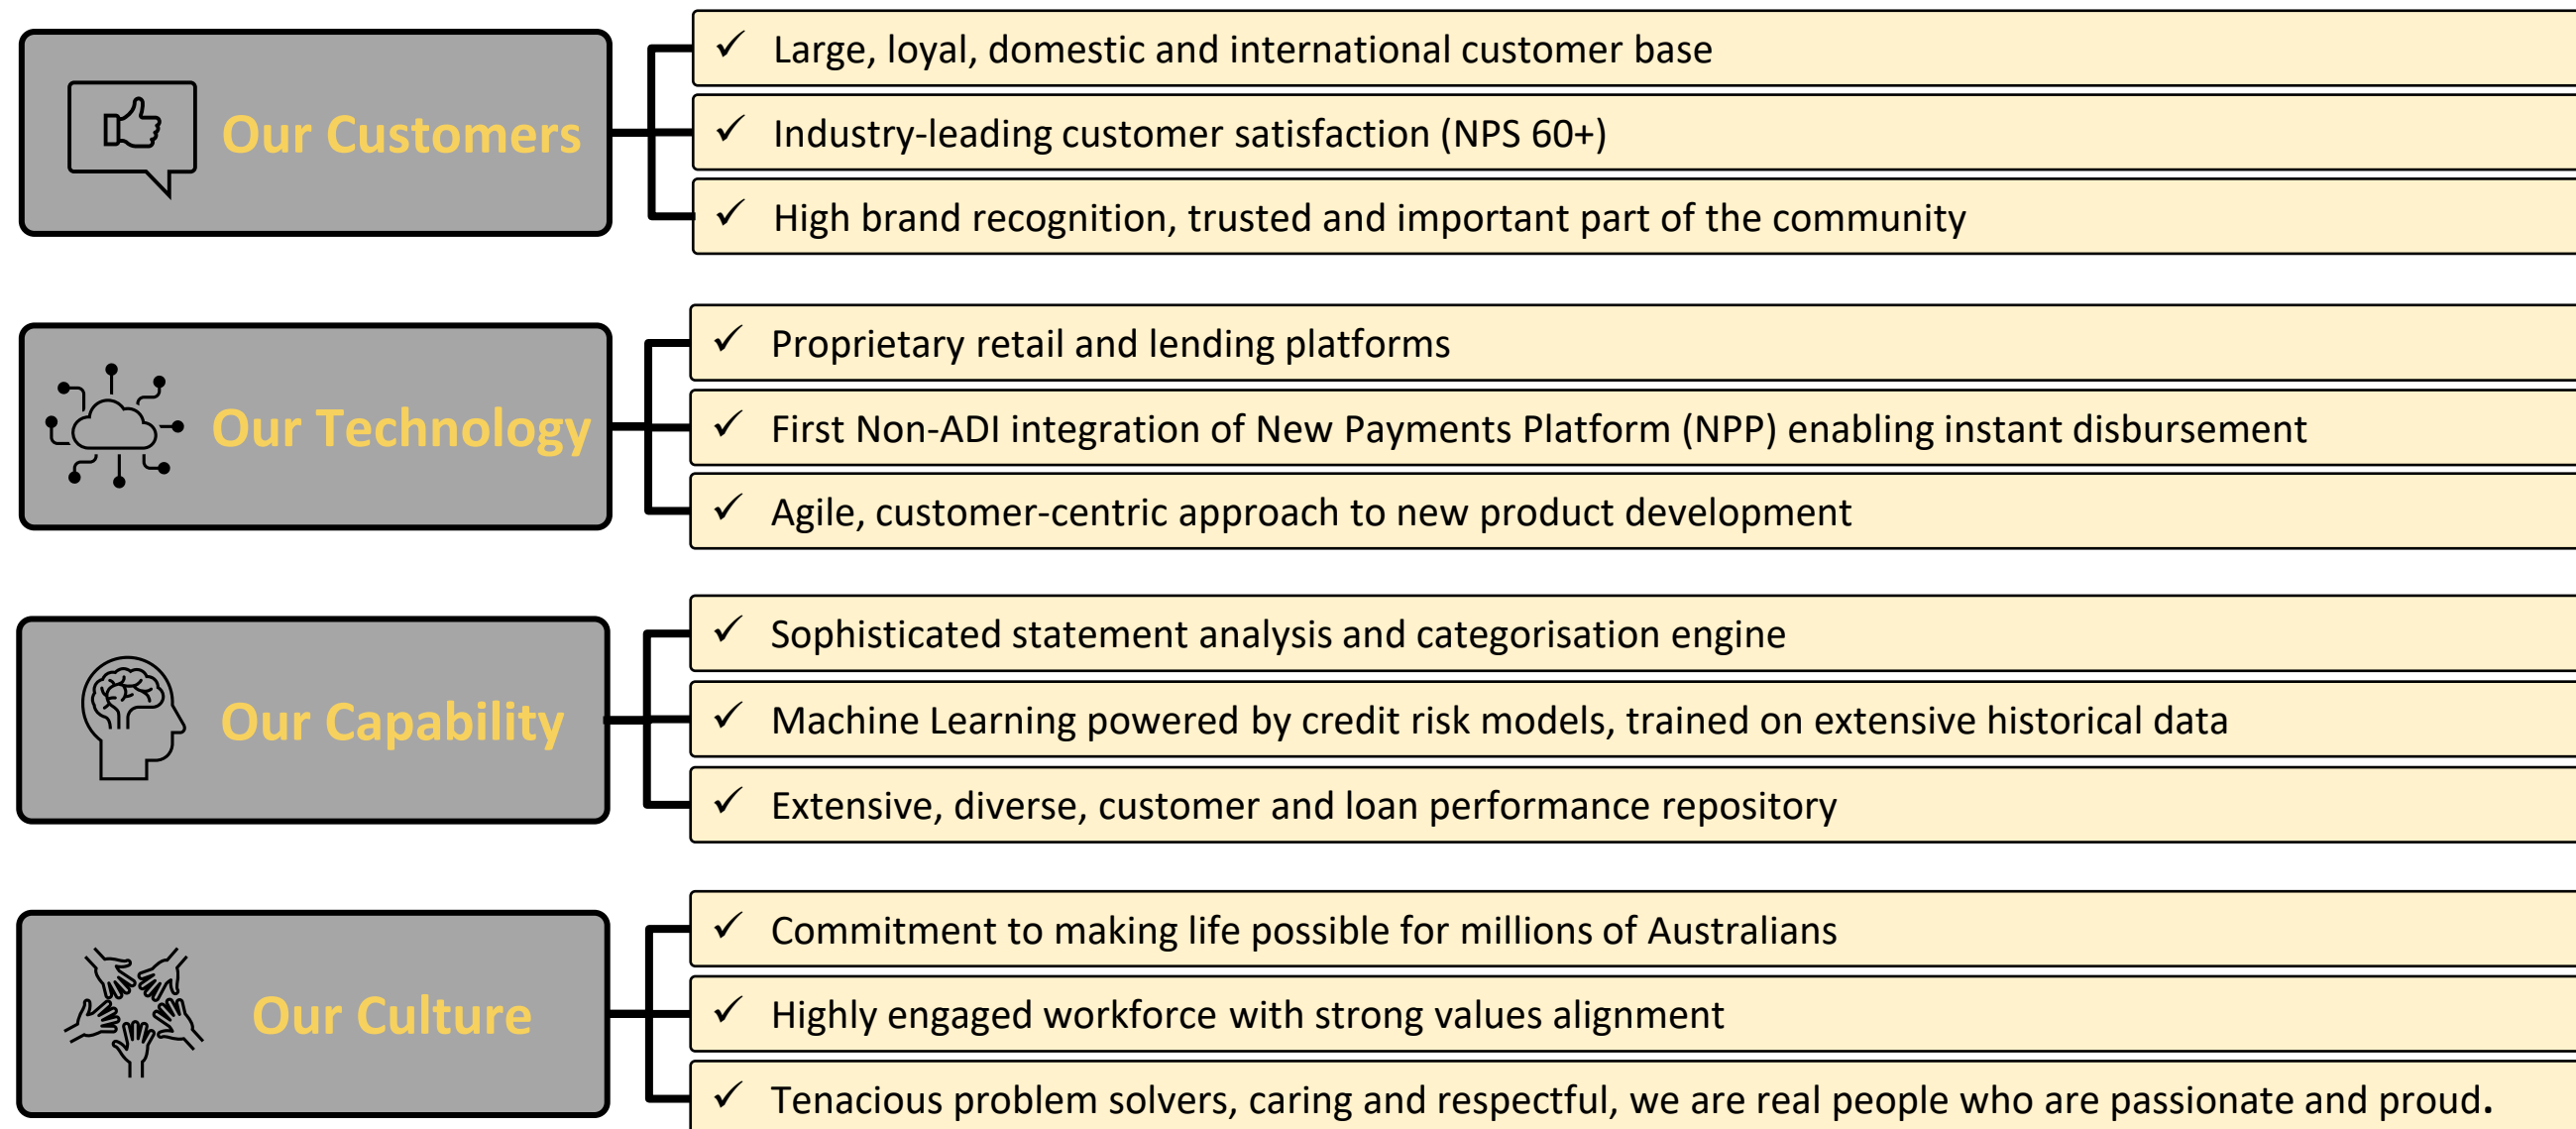 Our Customers
✓ Large, loyal, domestic and international customer base
✓ Industry-leading customer satisfaction (NPS 60+)
✓ High brand recognition, trusted and important part of the community
Our Technology
✓ Proprietary retail and lending platforms
✓ First Non-ADI integration of New Payments Platform (NPP) enabling instant disbursement
✓ Agile, customer-centric approach to new product development
Our Capability
✓ Sophisticated statement analysis and categorisation engine
✓ Machine Learning powered by credit risk models, trained on extensive historical data
✓ Extensive, diverse, customer and loan performance repository
Our Culture
✓ Commitment to making life possible for millions of Australians
✓ Highly engaged workforce with strong values alignment
✓ Tenacious problem solvers, caring and respectful, we are real people who are passionate and proud.